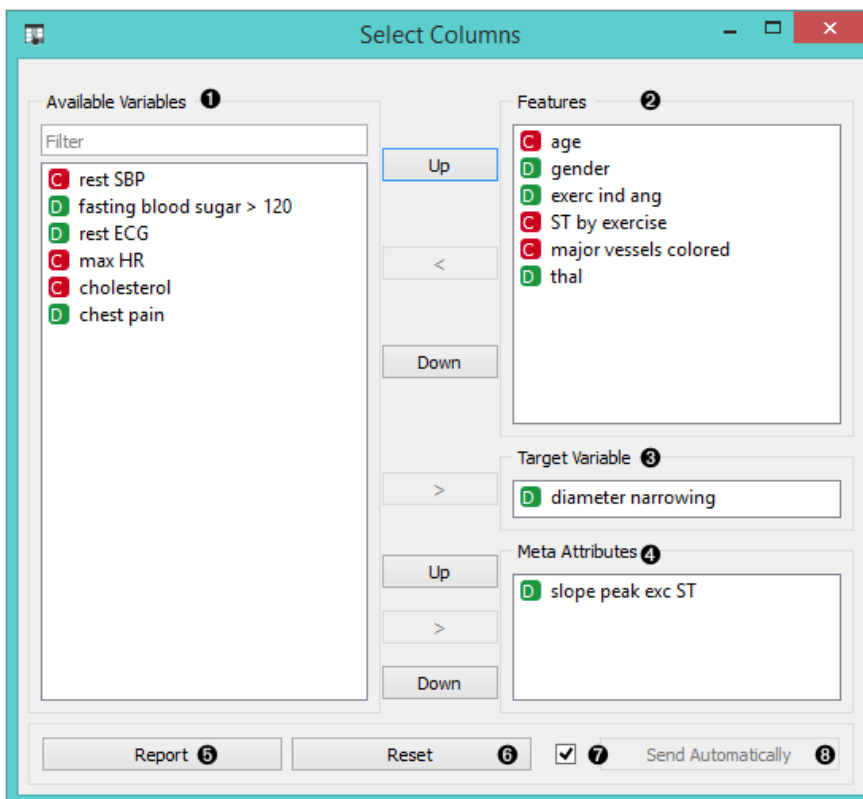 Select Columns
Available Variables ❶
Filter
C rest SBP
D fasting blood sugar > 120
D rest ECG
C max HR
C cholesterol
D chest pain
Up
<
Down
>
Up
>
Down
Features ❷
C age
D gender
D exerc ind ang
C ST by exercise
C major vessels colored
D thal
Target Variable ❸
D diameter narrowing
Meta Attributes ❹
D slope peak exc ST
Report ❺
Reset ❻
❼
Send Automatically ❽